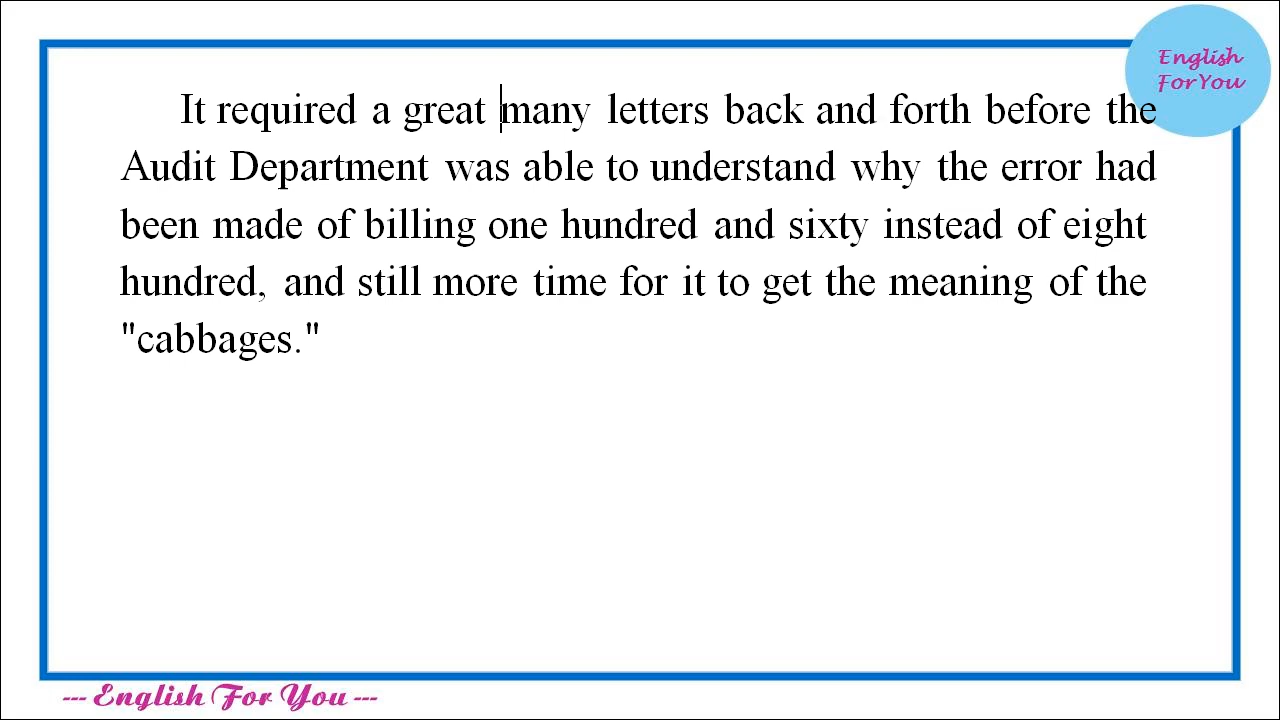 English
ForYou
It required a great many letters back and forth before the
Audit Department was able to understand why the error had
been made of billing one hundred and sixty instead of eight
hundred, and still more time for it to get the meaning of the
"cabbages."
--- English For You ---